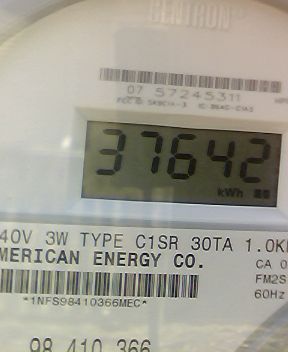 CENTRON
07 57245311
37642
kWh
40V 3W TYPE C1SR 30TA 1.0K
MERICAN ENERGY CO.
CA 0
FM2S
60Hz
*1NFS98410366MEC*
98 410 366